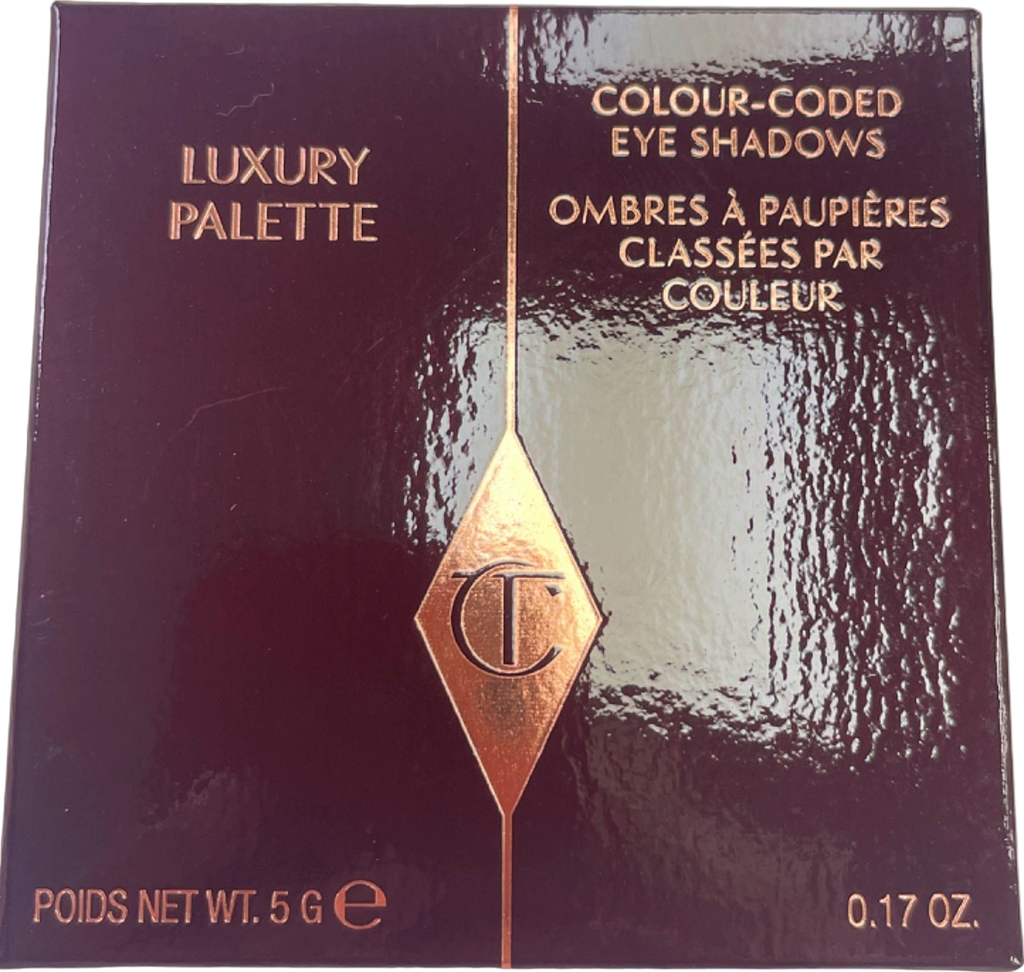 LUXURY
PALETTE
COLOUR-CODED
EYE SHADOWS
OMBRES À PAUPIÈRES
CLASSÉES PAR
COULEUR
CT
POIDS NET WT. 5 G ℮
0.17 OZ.